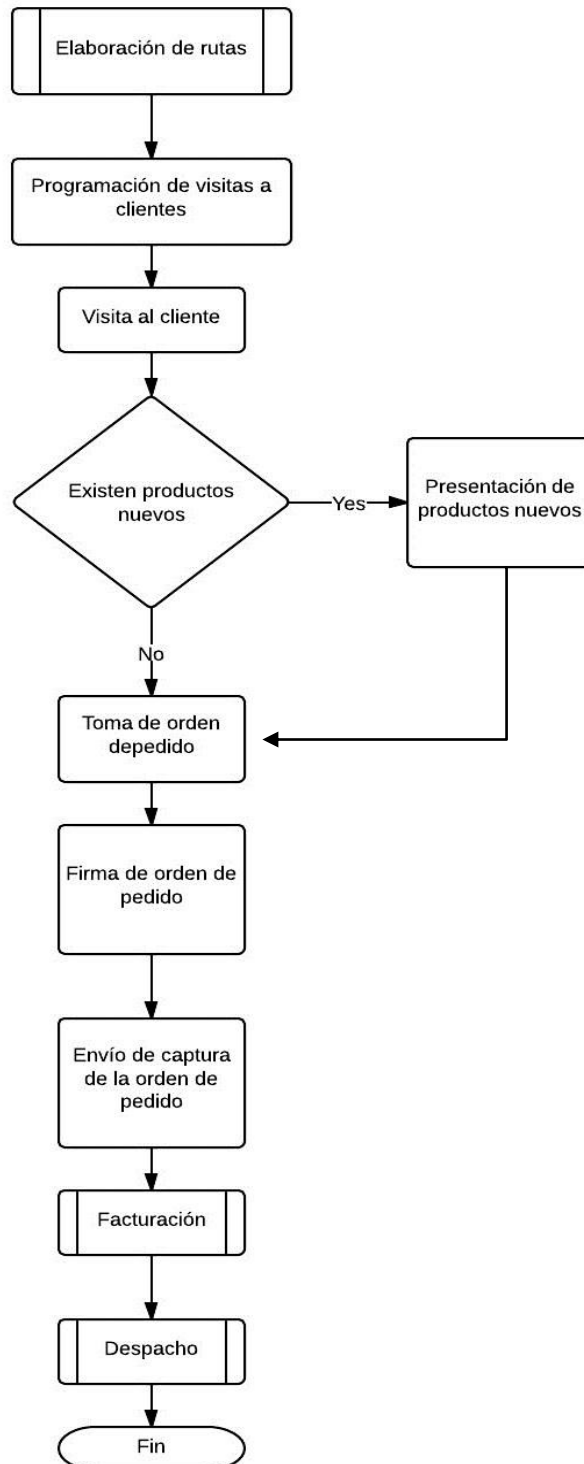 Elaboración de rutas
Programación de visitas a
clientes
Visita al cliente
Existen productos
nuevos
Yes
Presentación de
productos nuevos
No
Toma de orden
depedido
Firma de orden de
pedido
Envío de captura
de la orden de
pedido
Facturación
Despacho
Fin